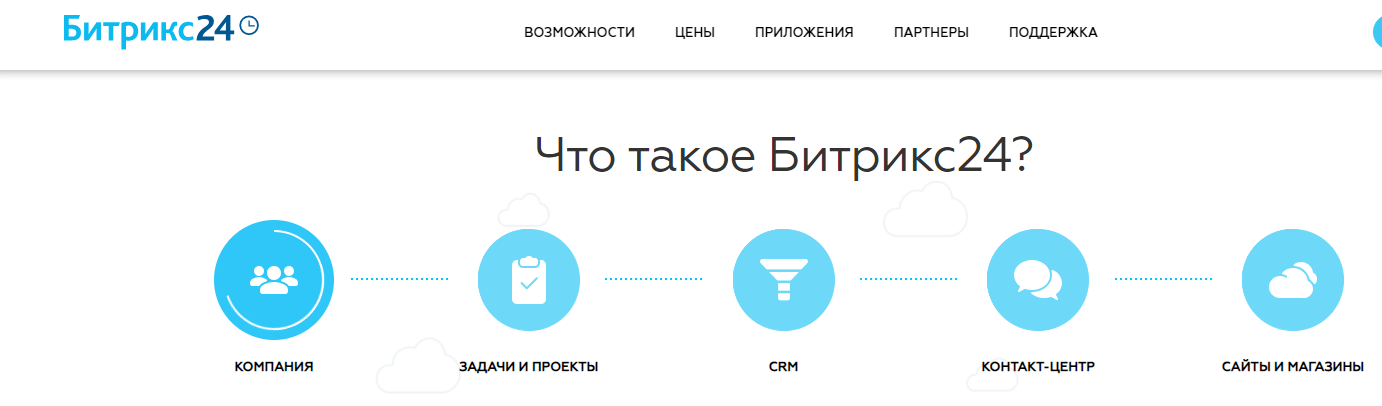 Битрикс24
ВОЗМОЖНОСТИ ЦЕНЫ ПРИЛОЖЕНИЯ ПАРТНЕРЫ ПОДДЕРЖКА
Что такое Битрикс24?
КОМПАНИЯ ЗАДАЧИ И ПРОЕКТЫ CRM КОНТАКТ-ЦЕНТР САЙТЫ И МАГАЗИНЫ